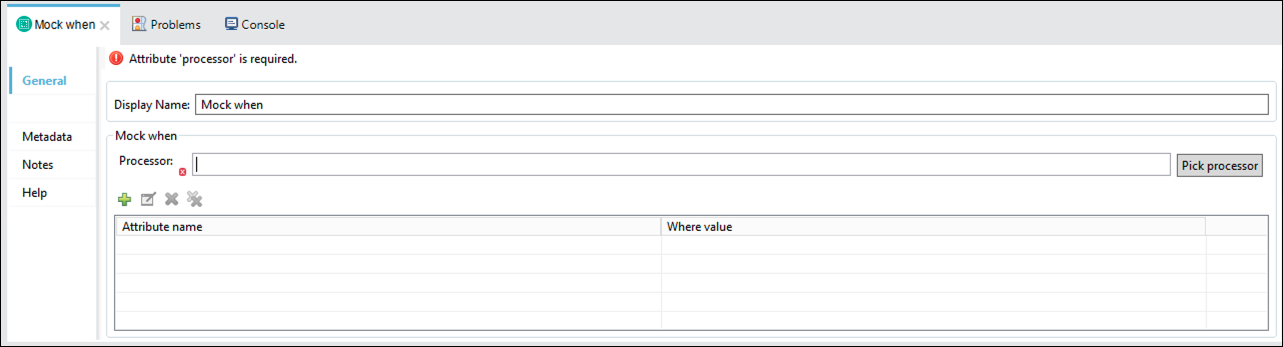 Mock when Problems Console
Attribute 'processor' is required.
General
Display Name: Mock when
Mock when
Metadata
Processor: Pick processor
Notes
Help
Attribute name Where value